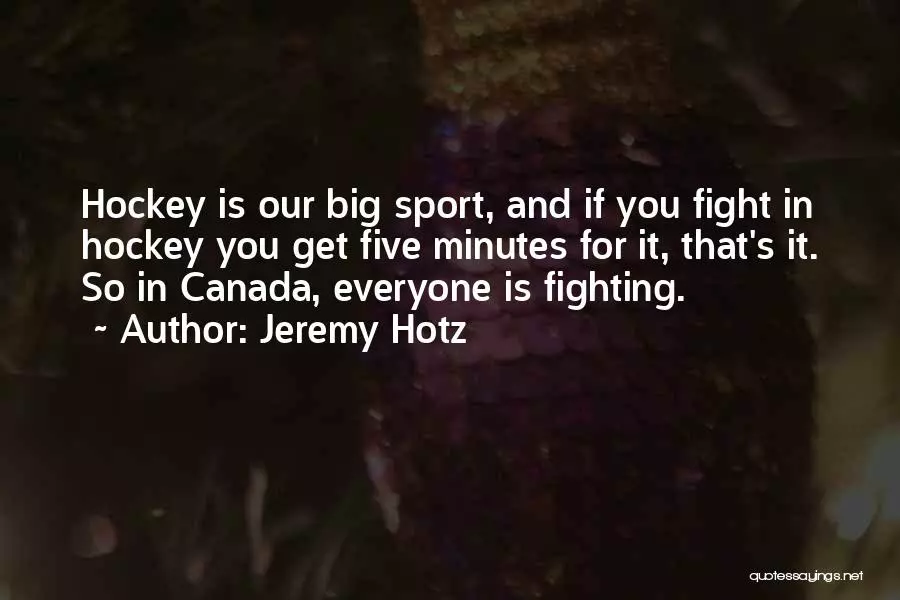 Hockey is our big sport, and if you fight in
hockey you get five minutes for it, that's it.
So in Canada, everyone is fighting.
~ Author: Jeremy Hotz
quotessayings.net